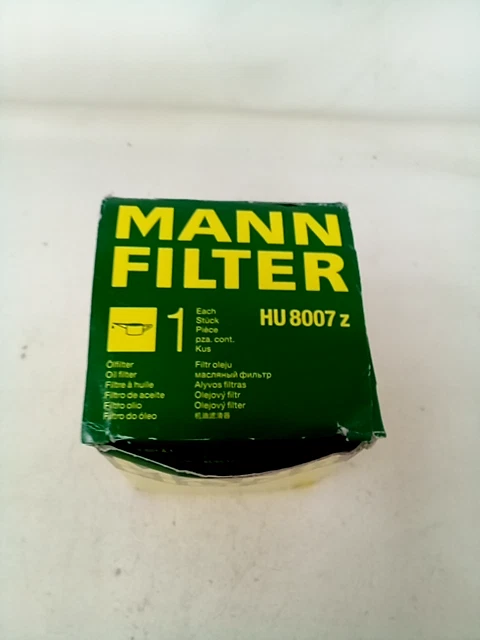 MANN
FILTER
1
Each
Stück
Pièce
pza. cont.
Kus
HU 8007 z
Ölfilter
Oil filter
Filtre à huile
Filtro de aceite
Filtro olio
Filtro do óleo
Filtr oleju
масляный фильтр
Alyvos filtras
Olejový filtr
Olejový filter
机油滤清器